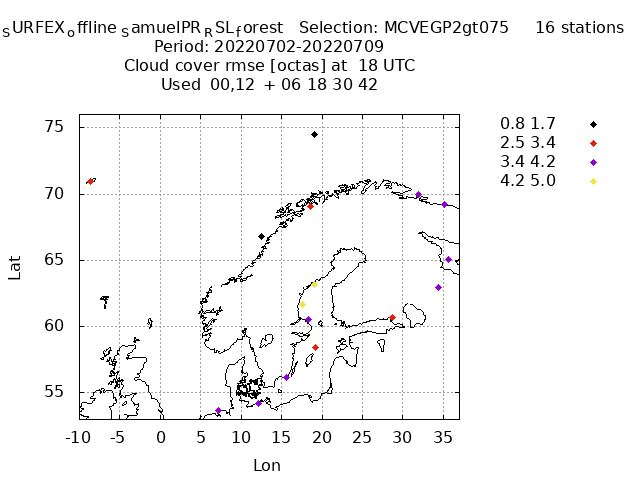 SURFEXoffline SamuelPRRSLforest   Selection: MCVEGP2gt075     16 stations
Period: 20220702-20220709
Cloud cover rmse [octas] at  18 UTC
Used  00,12  + 06 18 30 42
0.8 1.7
2.5 3.4
3.4 4.2
4.2 5.0
75
70
65
60
55
Lat
-10 -5 0 5 10 15 20 25 30 35
Lon